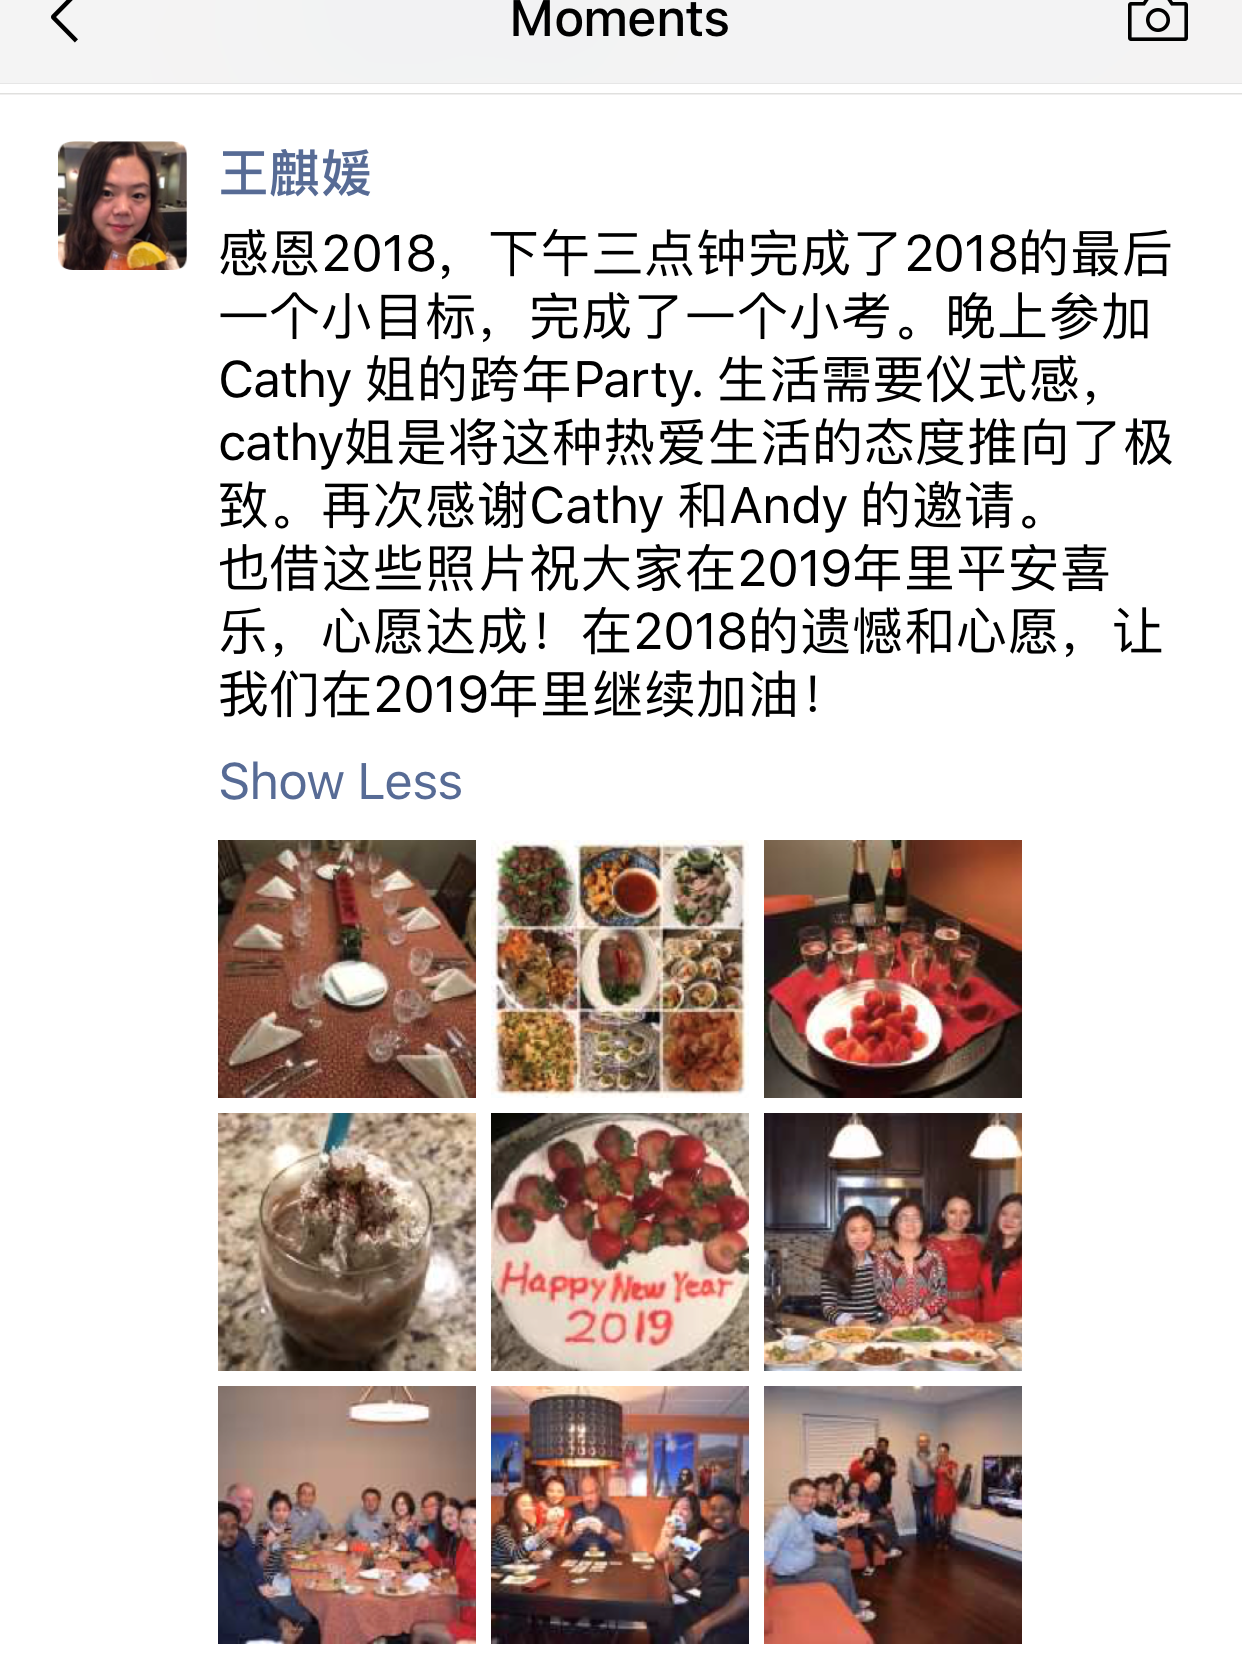 Moments
王麒媛
感恩2018，下午三点钟完成了2018的最后
一个小目标，完成了一个小考。晚上参加
Cathy 姐的跨年Party. 生活需要仪式感，
cathy姐是将这种热爱生活的态度推向了极
致。再次感谢Cathy 和Andy 的邀请。
也借这些照片祝大家在2019年里平安喜
乐，心愿达成！在2018的遗憾和心愿，让
我们在2019年里继续加油！
Show Less
Happy New Year
2019